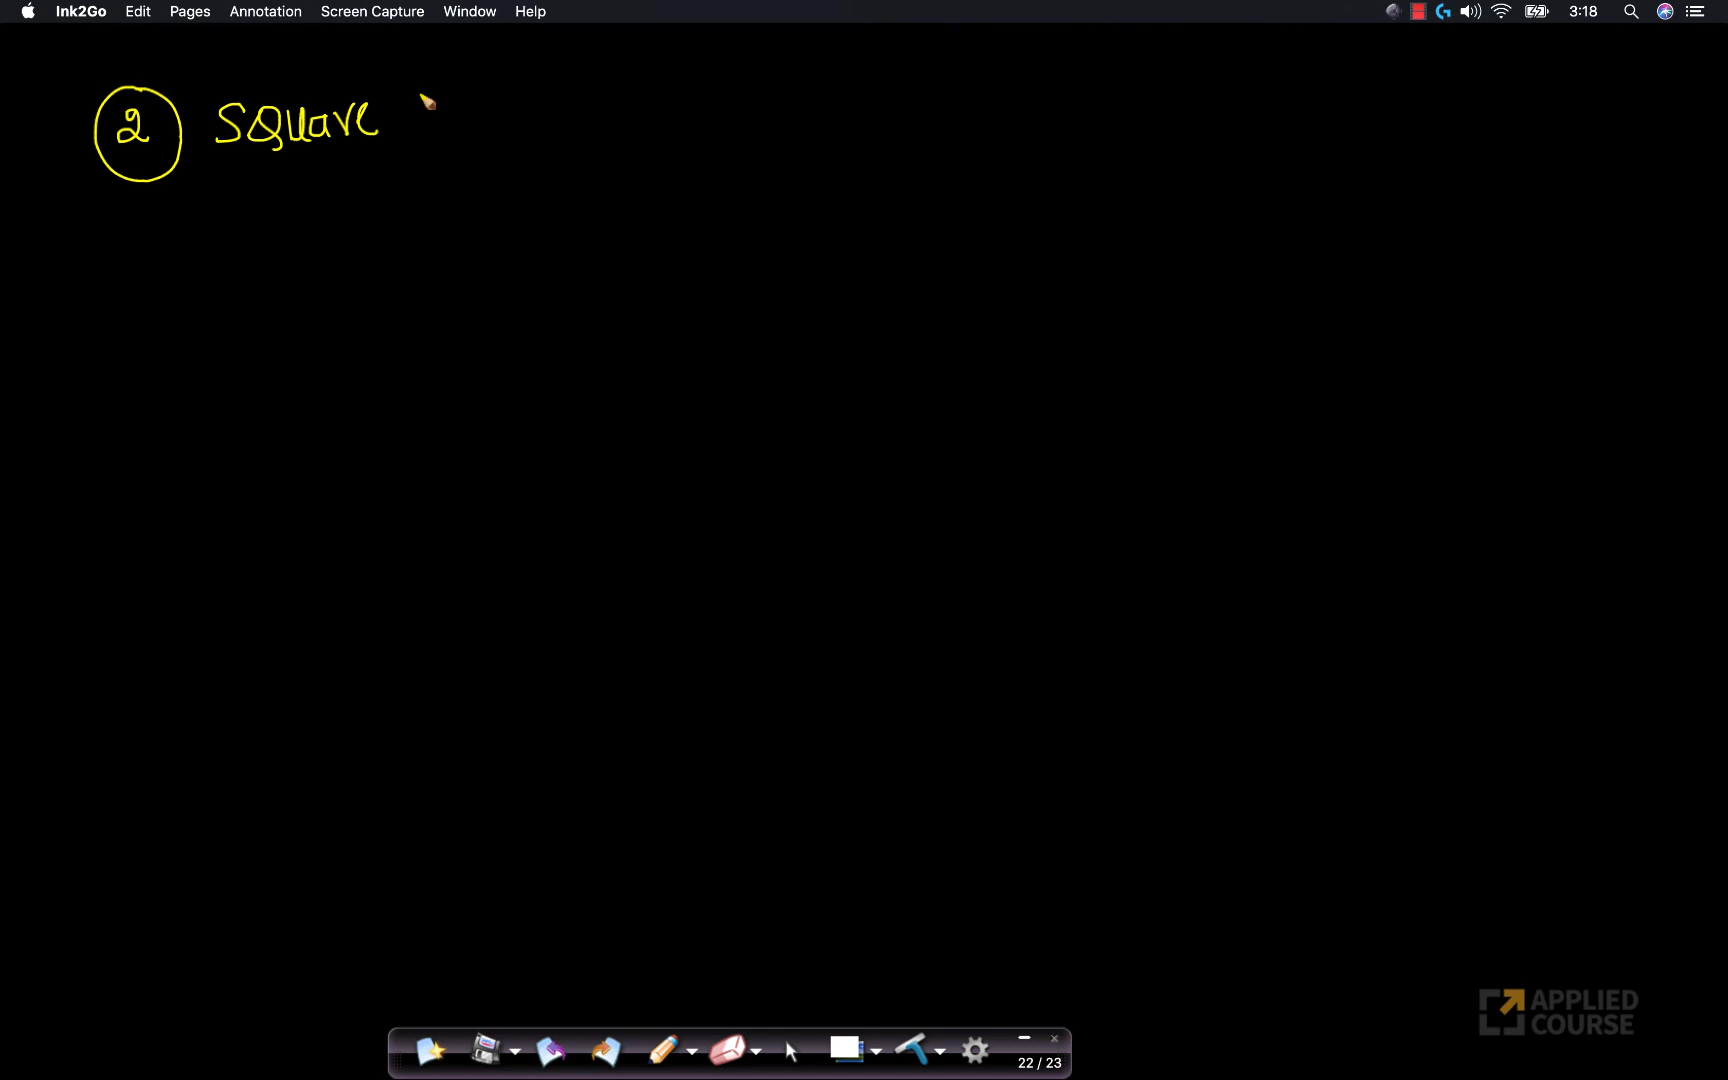 Ink2Go Edit Pages Annotation Screen Capture Window Help 3:18
2 Square
APPLIED
COURSE
22 / 23